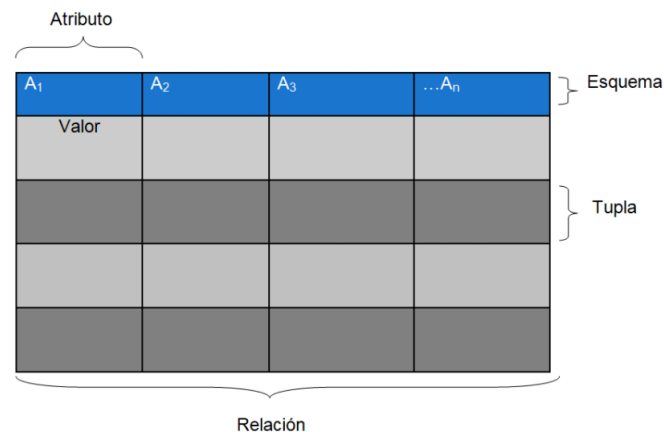 Atributo
A₁ A₂ A₃ ...Aₙ Esquema
Valor
Tupla
Relación